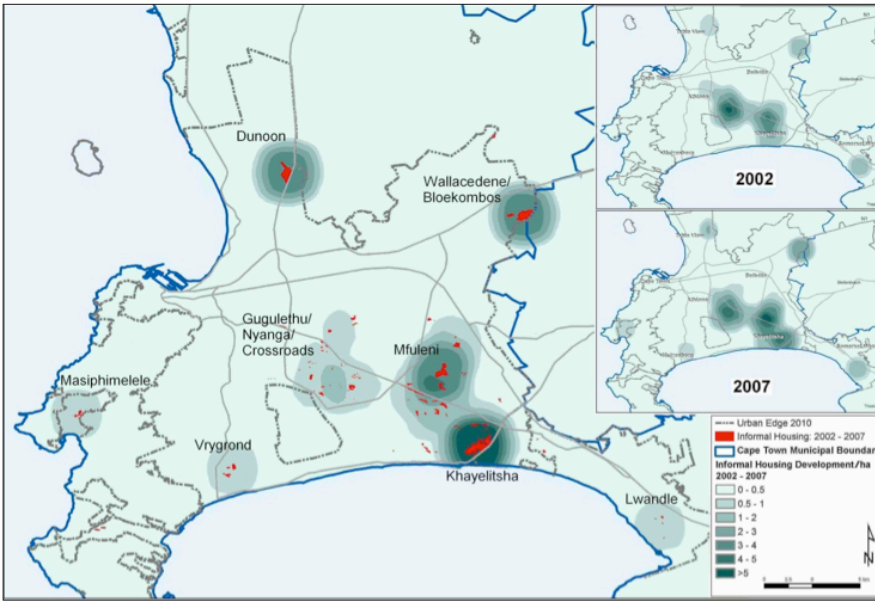 Dunoon
Wallacedene/
Bloekombos
Gugulethu/
Nyanga/
Crossroads
Mfuleni
Masiphimelele
Vrygrond
Khayelitsha
Lwandle
2002
2007
Urban Edge 2010
Informal Housing: 2002 - 2007
Cape Town Municipal Boundar
Informal Housing Development/ha
2002 - 2007
0 - 0.5
0.5 - 1
1 - 2
2 - 3
3 - 4
4 - 5
>5
N